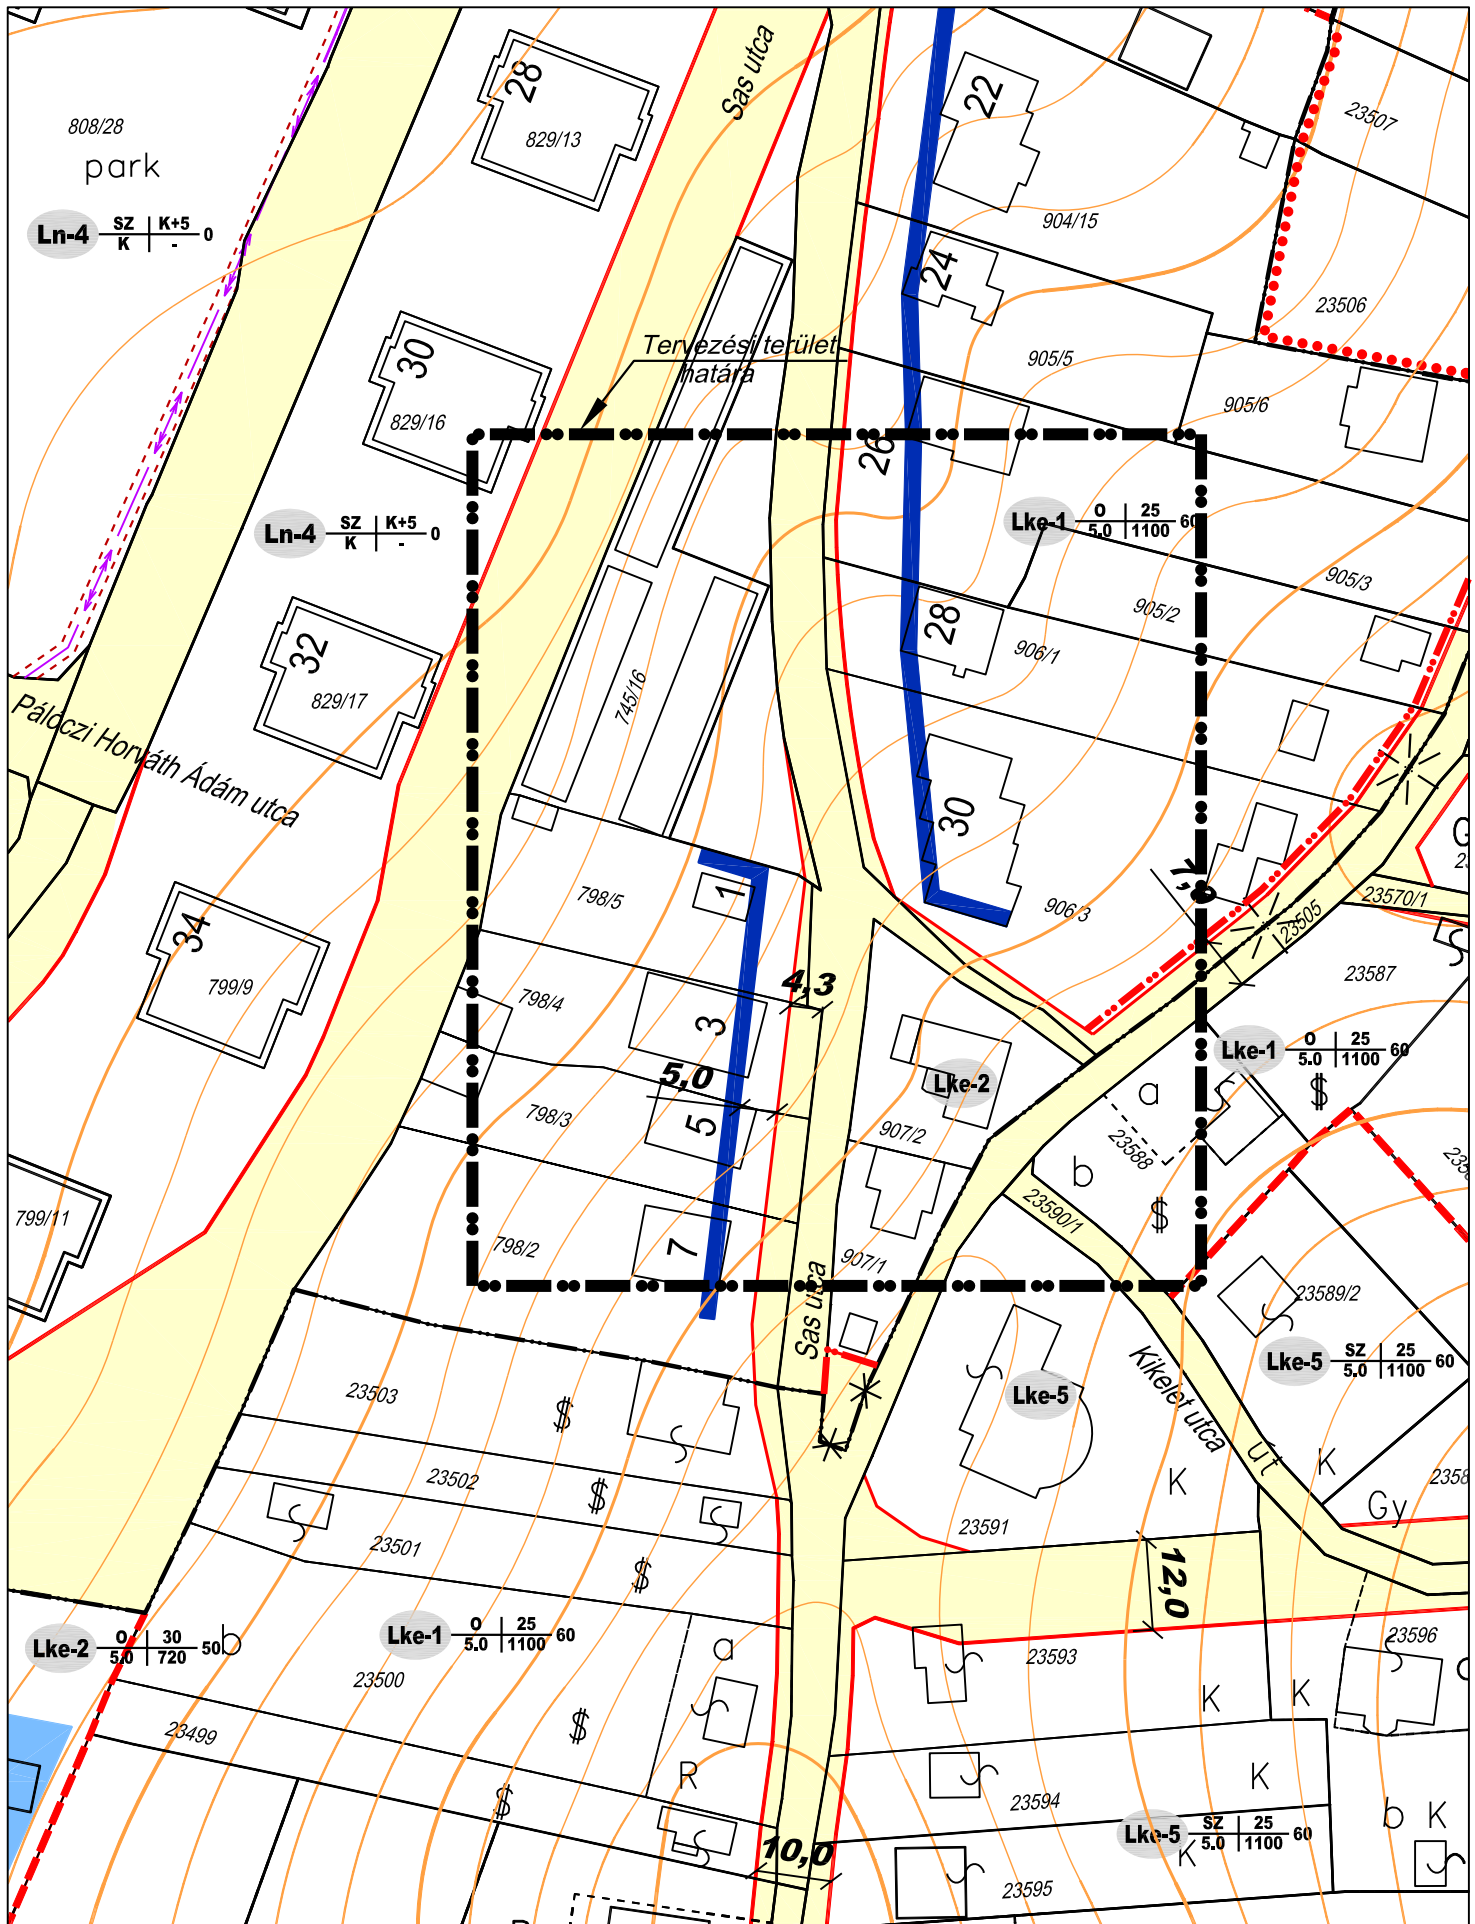 808/28
park
Ln-4 SZ K+5 0
K -
28
829/13
Sas utca
22
904/15
23507
24
23506
Tervezési terület
határa
905/5
905/6
30
829/16
26
Ln-4 SZ K+5 0
K -
Lke-1 O 25 60
5.0 1100
905/3
905/2
28
906/1
32
829/17
745/16
Pálóczi Horváth Ádám utca
30
1
798/5
906/3
23505
23570/1
34
799/9
798/4
4,3
3
23587
5,0
Lke-2
Lke-1 O 25 60
5.0 1100
a
798/3
5
907/2
23588
b
799/11
23590/1
7
798/2
907/1
Sas utca
23589/2
Kikelet utca
út
Lke-5 SZ 25 60
5.0 1100
Lke-5
23503
23502
K
K
Gy
23501
23591
12,0
Lke-2 O 30 50
5.0 720
b
Lke-1 O 25 60
5.0 1100
a
23593
23596
23500
K
K
23499
R
K
23594
b K
Lke-5 SZ 25 60
5.0 1100
K
10,0
23595